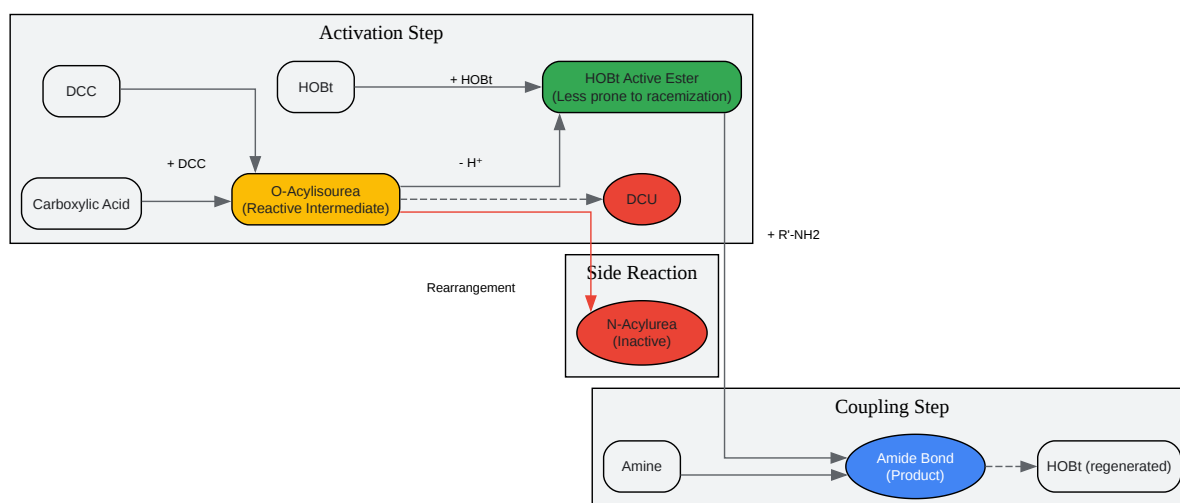 Activation Step
DCC
HOBt
+ HOBt
HOBt Active Ester
(Less prone to racemization)
+ DCC
- H⁺
Carboxylic Acid
O-Acylisourea
(Reactive Intermediate)
DCU
+ R'-NH2
Side Reaction
Rearrangement
N-Acylurea
(Inactive)
Coupling Step
Amine
Amide Bond
(Product)
HOBt (regenerated)